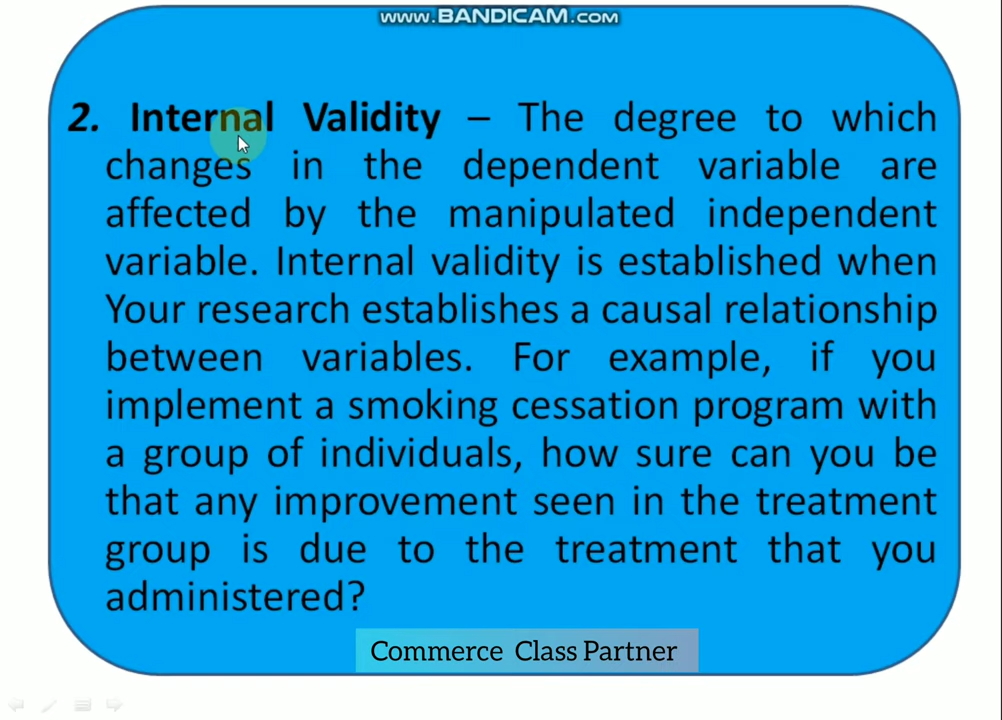 www.BANDICAM.com
2. Internal Validity – The degree to which
changes in the dependent variable are
affected by the manipulated independent
variable. Internal validity is established when
Your research establishes a causal relationship
between variables. For example, if you
implement a smoking cessation program with
a group of individuals, how sure can you be
that any improvement seen in the treatment
group is due to the treatment that you
administered?
Commerce Class Partner